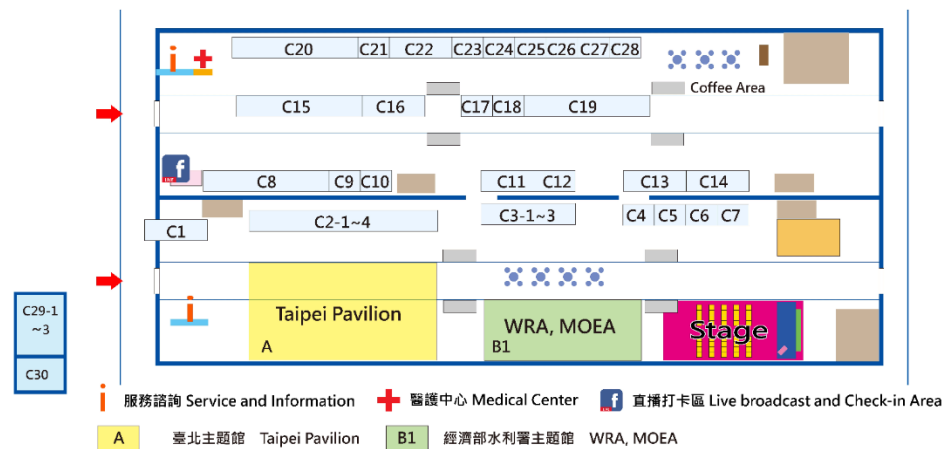 C20 C21 C22 C23 C24 C25 C26 C27 C28
Coffee Area
C15 C16 C17 C18 C19
C8 C9 C10 C11 C12 C13 C14
C1 C2-1~4 C3-1~3 C4 C5 C6 C7
C29-1
~3
C30
Taipei Pavilion
A
WRA, MOEA
B1
Stage
服務諮詢 Service and Information 醫護中心 Medical Center 直播打卡區 Live broadcast and Check-in Area
A 臺北主題館 Taipei Pavilion B1 經濟部水利署主題館 WRA, MOEA